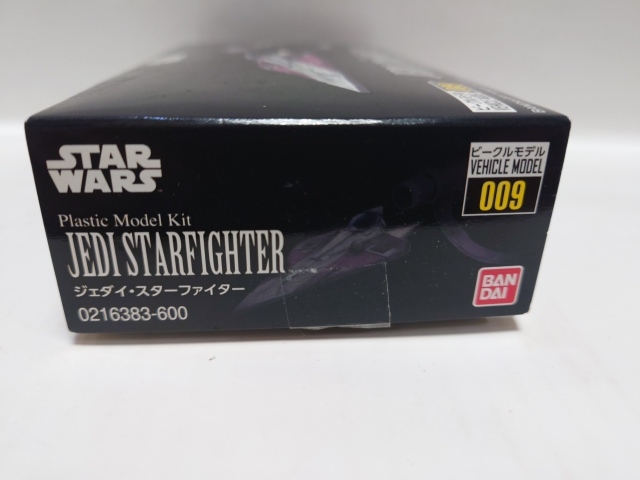 STAR
WARS
Plastic Model Kit
JEDI STARFIGHTER
ジェダイ・スターファイター
0216383-600
ビークルモデル
VEHICLE MODEL
009
BAN
DAI